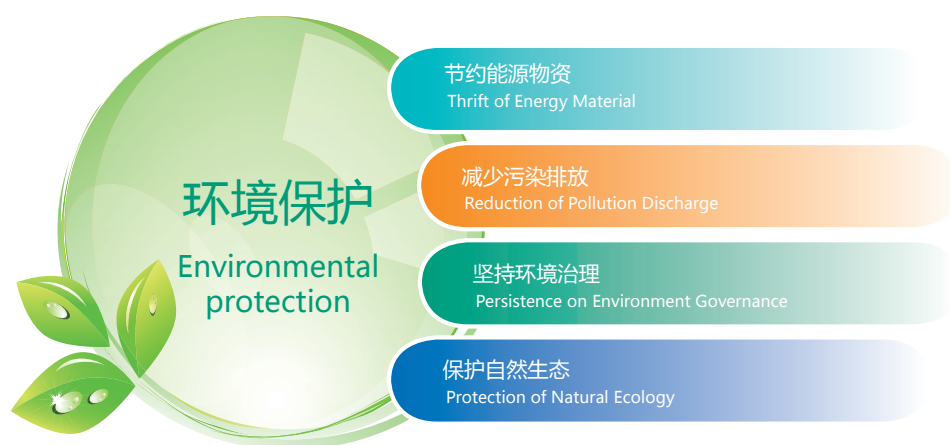 环境保护
Environmental
protection
节约能源物资
Thrift of Energy Material
减少污染排放
Reduction of Pollution Discharge
坚持环境治理
Persistence on Environment Governance
保护自然生态
Protection of Natural Ecology